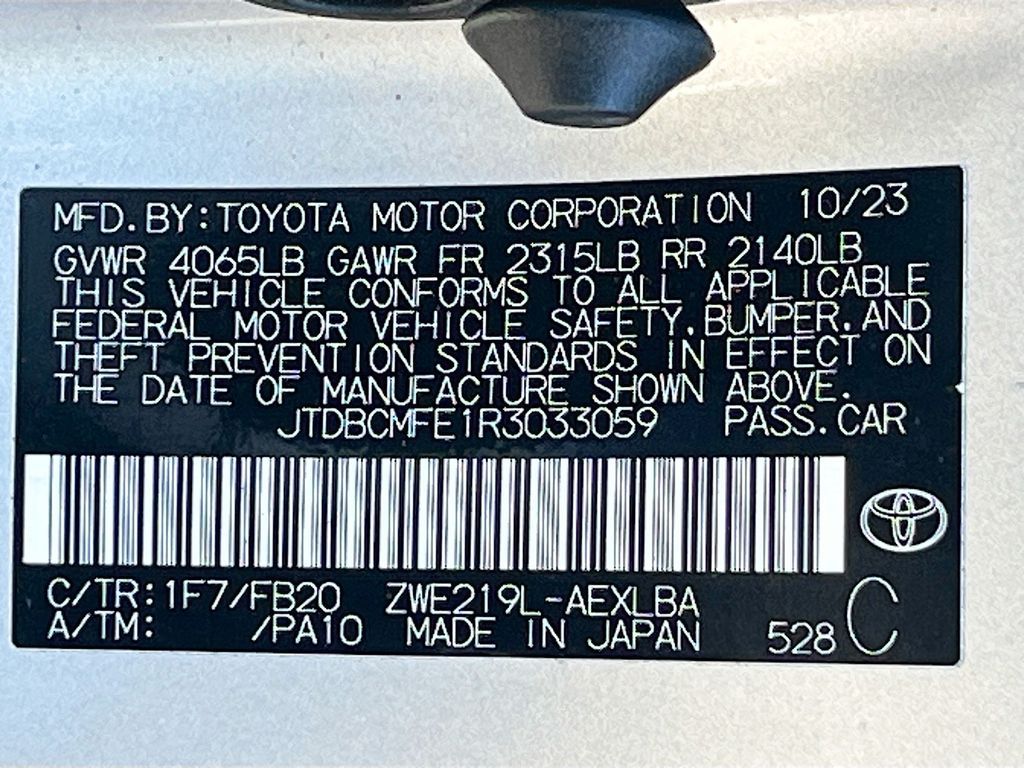 MFD.BY:TOYOTA MOTOR CORPORATION 10/23
GVWR 4065LB GAWR FR 2315LB RR 2140LB
THIS VEHICLE CONFORMS TO ALL APPLICABLE
FEDERAL MOTOR VEHICLE SAFETY,BUMPER,AND
THEFT PREVENTION STANDARDS IN EFFECT ON
THE DATE OF MANUFACTURE SHOWN ABOVE.
JTDBCMFE1R3033059 PASS.CAR
C/TR:1F7/FB20 ZWE219L-AEXLBA C
A/TM: /PA10 MADE IN JAPAN 528